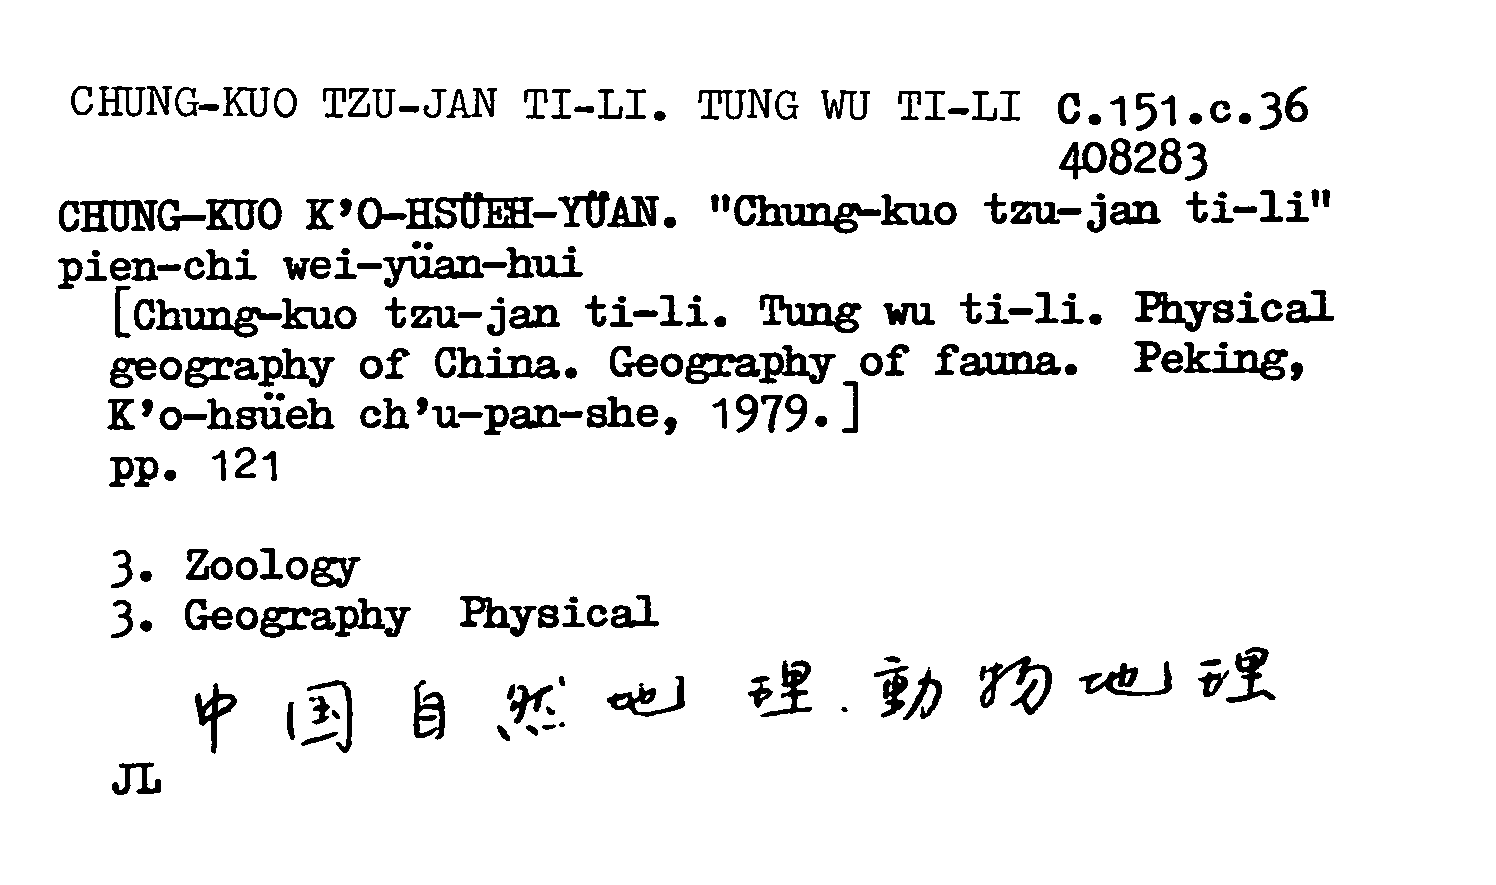 CHUNG-KUO TZU-JAN TI-LI. TUNG WU TI-LI C.151.c.36
408283
CHUNG-KUO K'O-HSÜEH-YÜAN. "Chung-kuo tzu-jan ti-li"
pien-chi wei-yüan-hui
[Chung-kuo tzu-jan ti-li. Tung wu ti-li. Physical
geography of China. Geography of fauna. Peking,
K'o-hsüeh ch'u-pan-she, 1979.]
pp. 121
3. Zoology
3. Geography Physical
中国自然地理.動物地理
JL